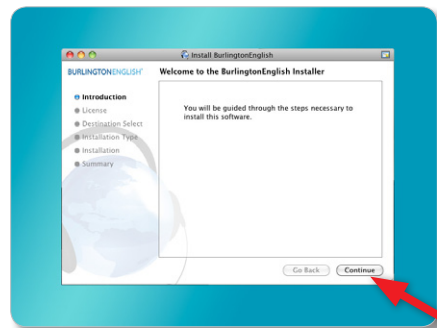 Install BurlingtonEnglish
BURLINGTONENGLISH®
Welcome to the BurlingtonEnglish Installer
Introduction
License
Destination Select
Installation Type
Installation
Summary
You will be guided through the steps necessary to
install this software.
Go Back
Continue